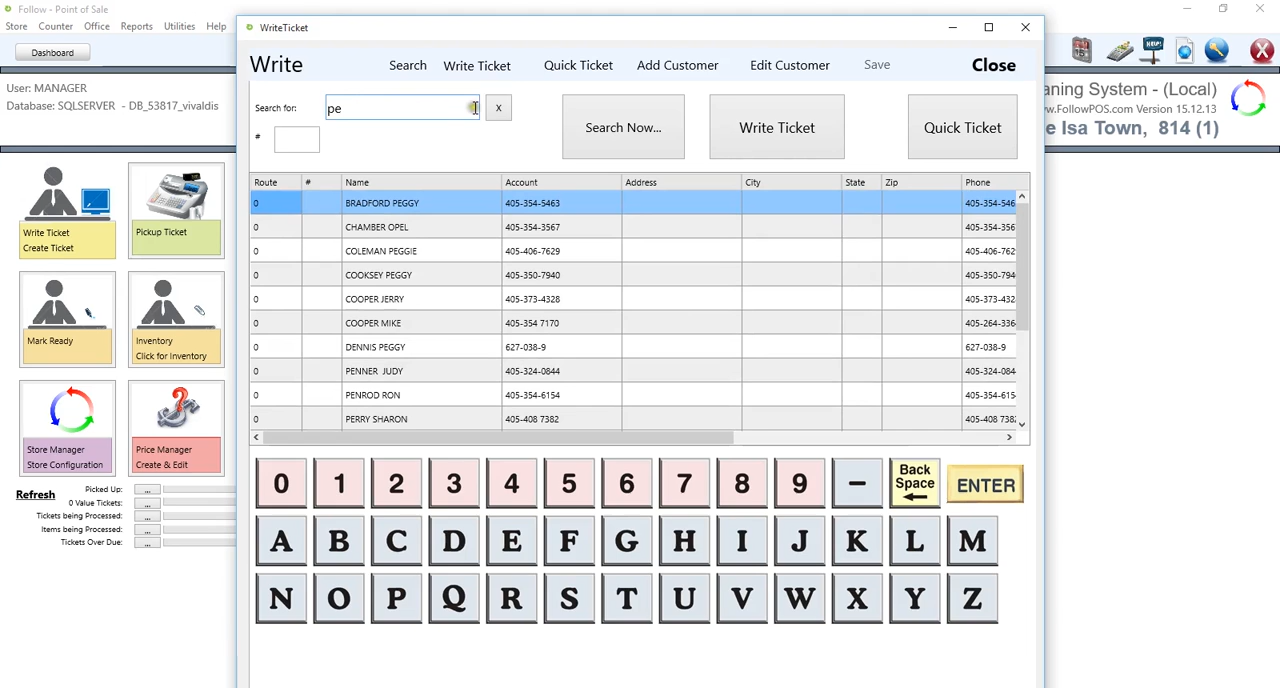 Follow - Point of Sale
Store Counter Office Reports Utilities Help
Dashboard
User: MANAGER
Database: SQLSERVER - DB_53817_vivaldis
WriteTicket
Write Search Write Ticket Quick Ticket Add Customer Edit Customer Save Close
Search for: pe X
#
Search Now... Write Ticket Quick Ticket
HELP!
aning System - (Local)
w.FollowPOS.com Version 15.12.13
e Isa Town, 814 (1)
Route # Name Account Address City State Zip Phone
0 BRADFORD PEGGY 405-354-5463 405-354-546
0 CHAMBER OPEL 405-354-3567 405-354-356
0 COLEMAN PEGGIE 405-406-7629 405-406-762
0 COOKSEY PEGGY 405-350-7940 405-350-794
0 COOPER JERRY 405-373-4328 405-373-432
0 COOPER MIKE 405-354 7170 405-264-336
0 DENNIS PEGGY 627-038-9 627-038-9
0 PENNER JUDY 405-324-0844 405-324-084
0 PENROD RON 405-354-6154 405-354-615
0 PERRY SHARON 405-408 7382 405-408 738
Write Ticket
Create Ticket
Pickup Ticket
Mark Ready
Inventory
Click for Inventory
Store Manager
Store Configuration
Price Manager
Create & Edit
Refresh
Picked Up: ...
0 Value Tickets: ...
Tickets being Processed: ...
Items being Processed: ...
Tickets Over Due: ...
0 1 2 3 4 5 6 7 8 9 - Back Space ENTER
A B C D E F G H I J K L M
N O P Q R S T U V W X Y Z